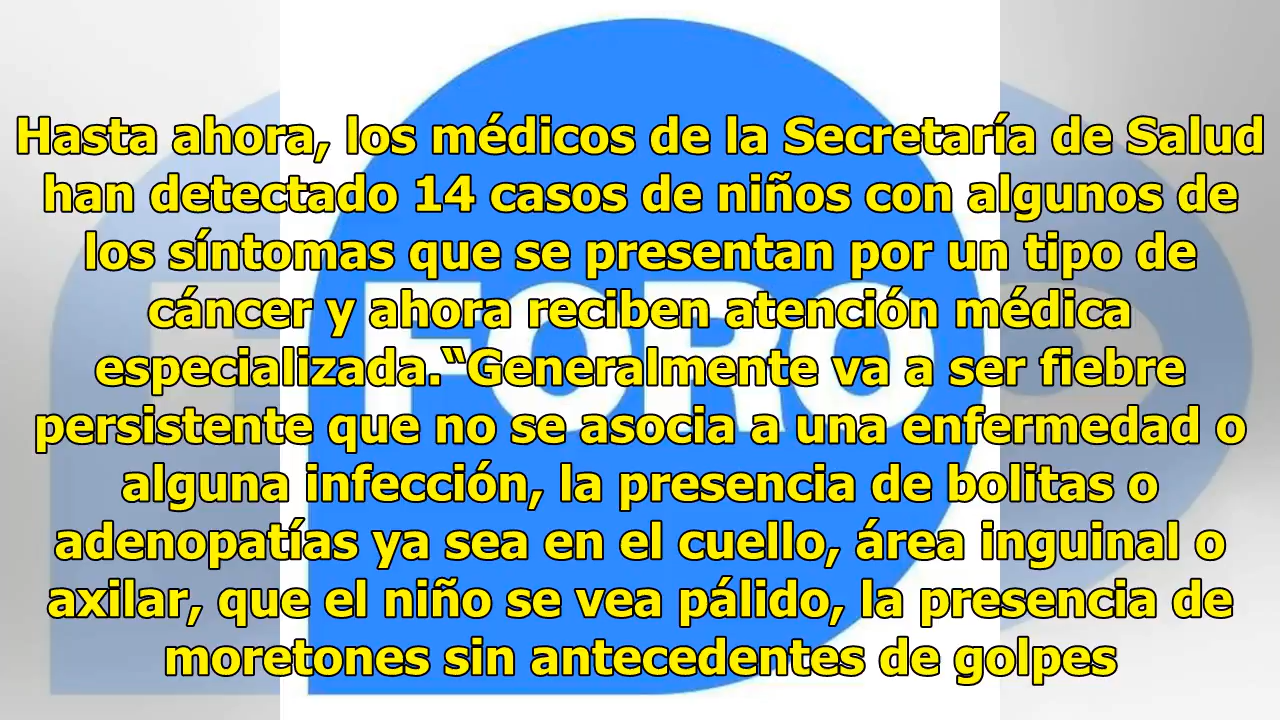 Hasta ahora, los médicos de la Secretaría de Salud
han detectado 14 casos de niños con algunos de
los síntomas que se presentan por un tipo de
cáncer y ahora reciben atención médica
especializada.“Generalmente va a ser fiebre
persistente que no se asocia a una enfermedad o
alguna infección, la presencia de bolitas o
adenopatías ya sea en el cuello, área inguinal o
axilar, que el niño se vea pálido, la presencia de
moretones sin antecedentes de golpes
FORO